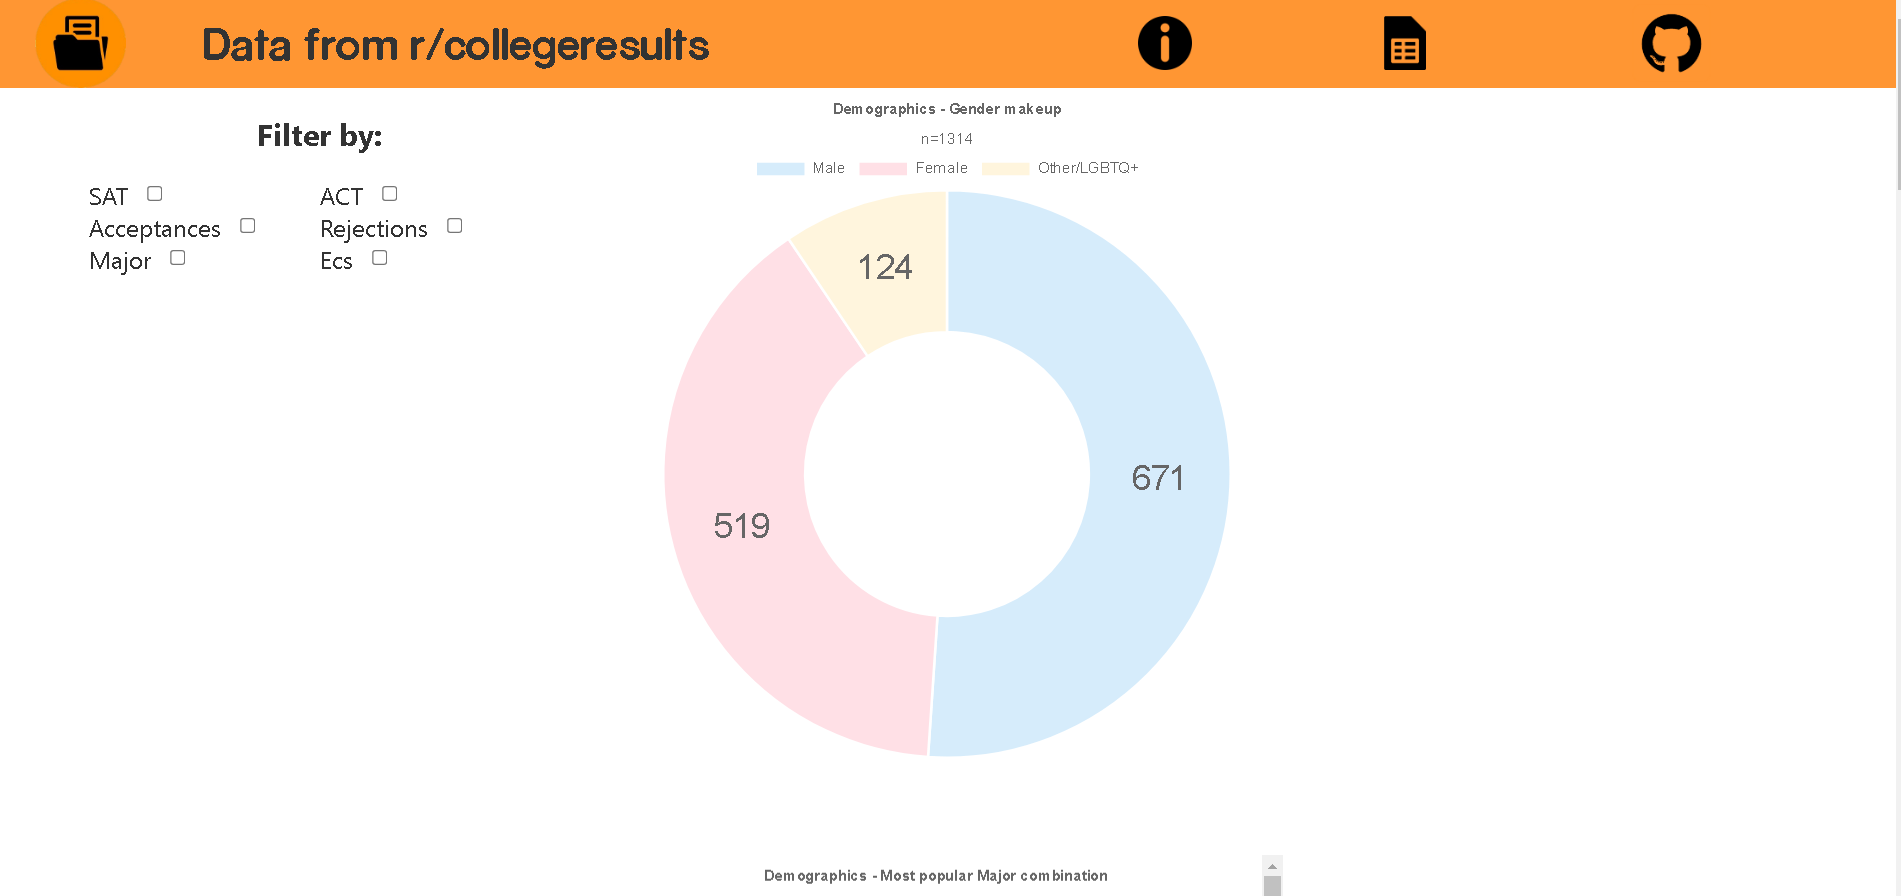 Data from r/collegeresults
Filter by:
SAT ACT
Acceptances Rejections
Major Ecs
Demographics - Gender makeup
n=1314
Male Female Other/LGBTQ+
124
671
519
Demographics - Most popular Major combination